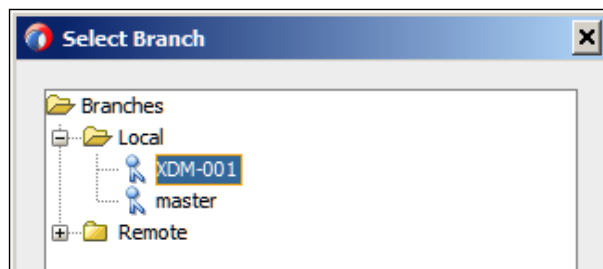 Select Branch
Branches
Local
XDM-001
master
Remote